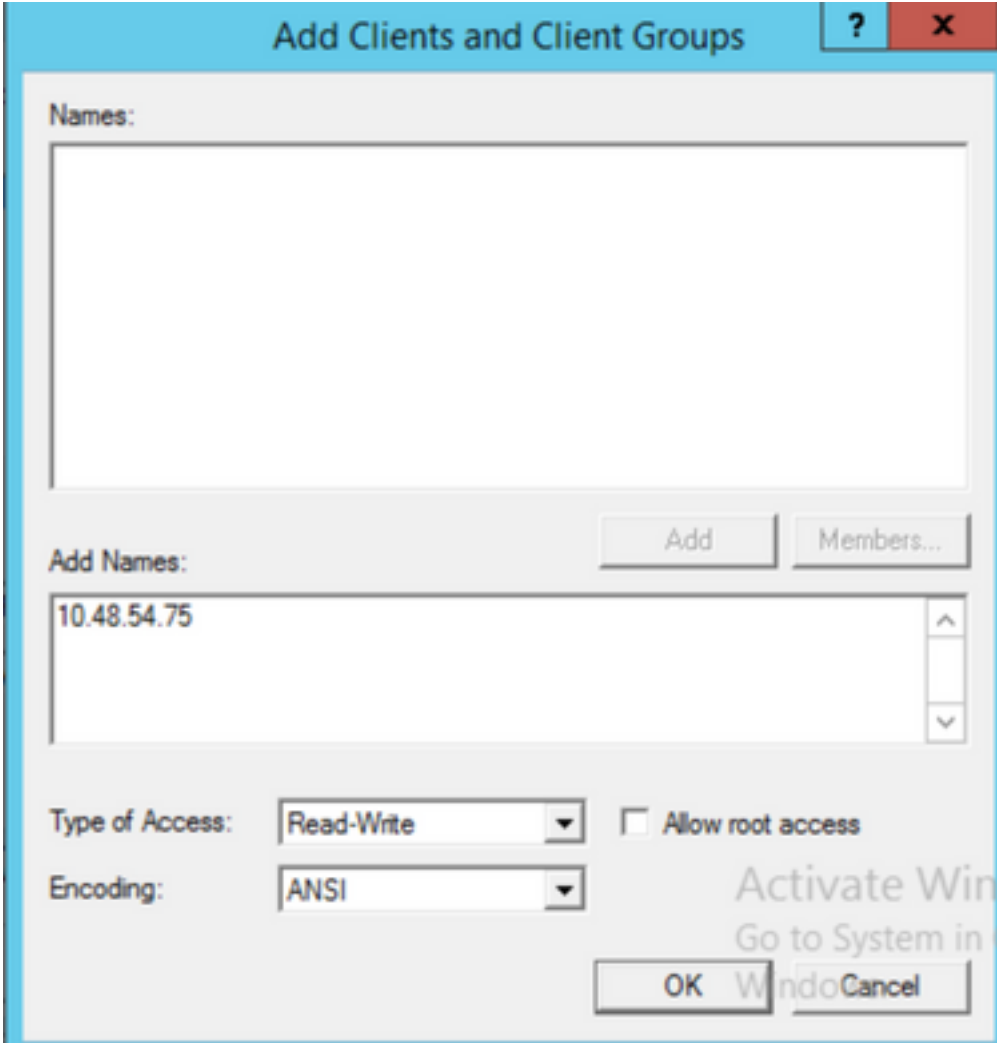 Add Clients and Client Groups
?
x
Names:
Add
Members...
Add Names:
10.48.54.75
Type of Access:
Read-Write
Allow root access
Encoding:
ANSI
Activate Win
Go to System in
OK
Cancel